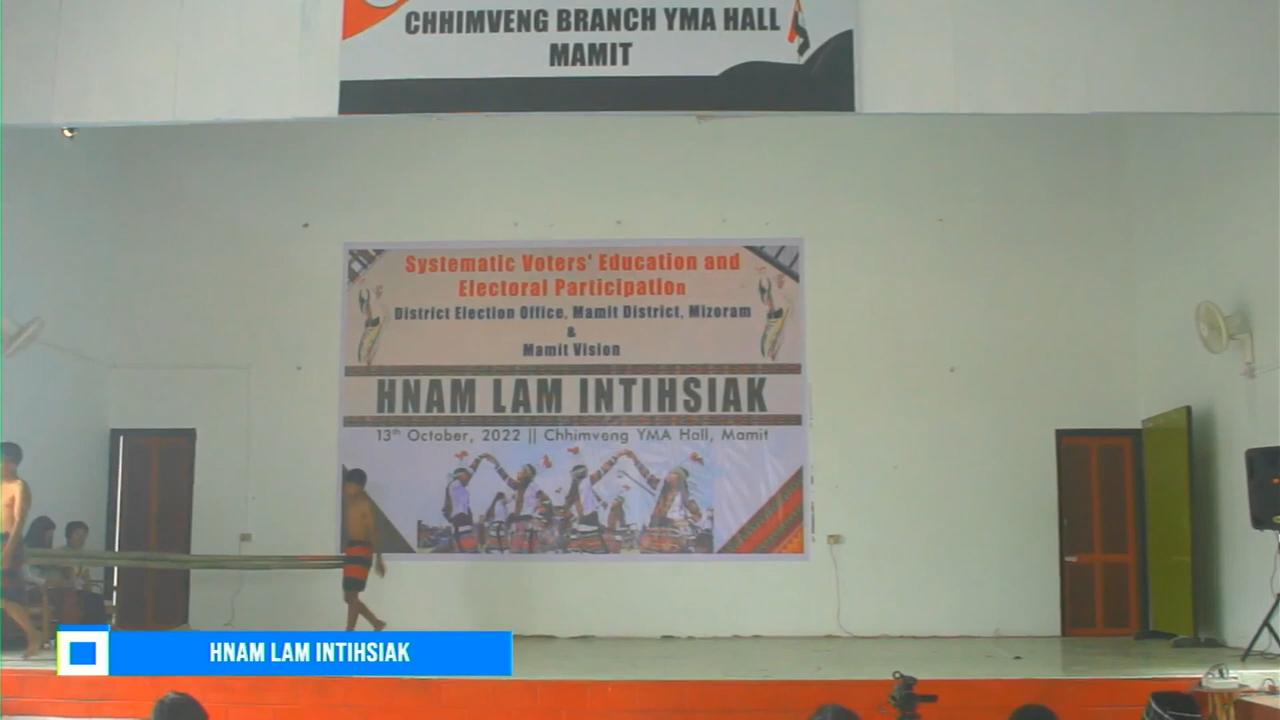 CHHIMVENG BRANCH YMA HALL
MAMIT
Systematic Voters' Education and
Electoral Participation
District Election Office, Mamit District, Mizoram
&
Mamit Vision
HNAM LAM INTIHSIAK
13th October, 2022 || Chhimveng YMA Hall, Mamit
HNAM LAM INTIHSIAK